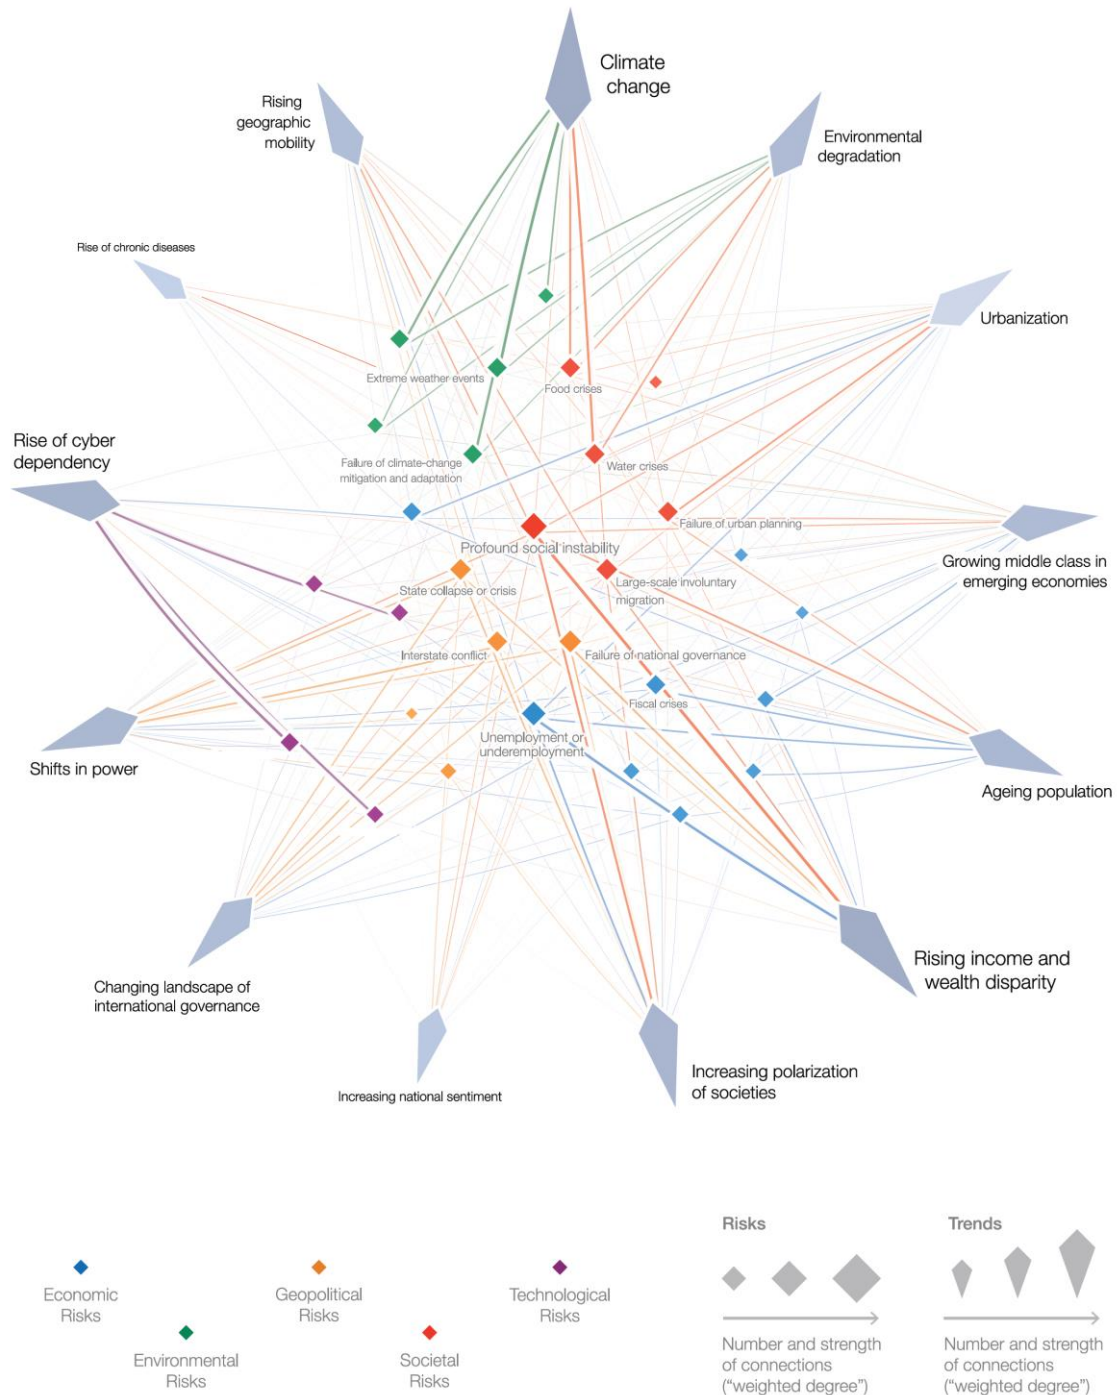 Climate
change
Rising
geographic
mobility
Environmental
degradation
Rise of chronic diseases
Urbanization
Extreme weather events
Food crises
Rise of cyber
dependency
Failure of climate-change
mitigation and adaptation
Water crises
Failure of urban planning
Profound social instability
Growing middle class in
emerging economies
State collapse or crisis
Large-scale involuntary
migration
Interstate conflict
Failure of national governance
Fiscal crises
Unemployment or
underemployment
Shifts in power
Ageing population
Changing landscape of
international governance
Rising income and
wealth disparity
Increasing national sentiment
Increasing polarization
of societies
Risks
Trends
Economic
Risks
Geopolitical
Risks
Technological
Risks
Environmental
Risks
Societal
Risks
Number and strength
of connections
("weighted degree")
Number and strength
of connections
("weighted degree")